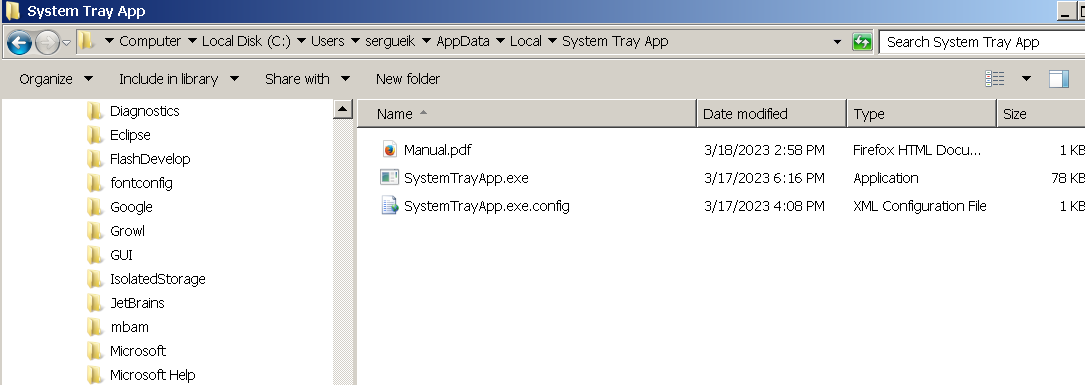 System Tray App
Computer Local Disk (C:) Users sergueik AppData Local System Tray App Search System Tray App
Organize Include in library Share with New folder
Name Date modified Type Size
Diagnostics
Eclipse
FlashDevelop
fontconfig
Google
Growl
GUI
IsolatedStorage
JetBrains
mbam
Microsoft
Microsoft Help
Manual.pdf 3/18/2023 2:58 PM Firefox HTML Docu... 1 KB
SystemTrayApp.exe 3/17/2023 6:16 PM Application 78 KB
SystemTrayApp.exe.config 3/17/2023 4:08 PM XML Configuration File 1 KB